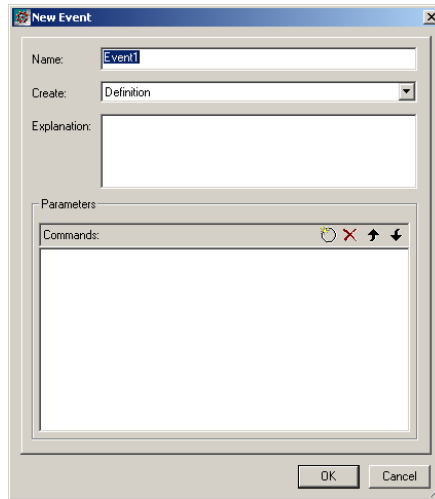 New Event
Name:
Event1
Create:
Definition
Explanation:
Parameters
Commands:
OK
Cancel